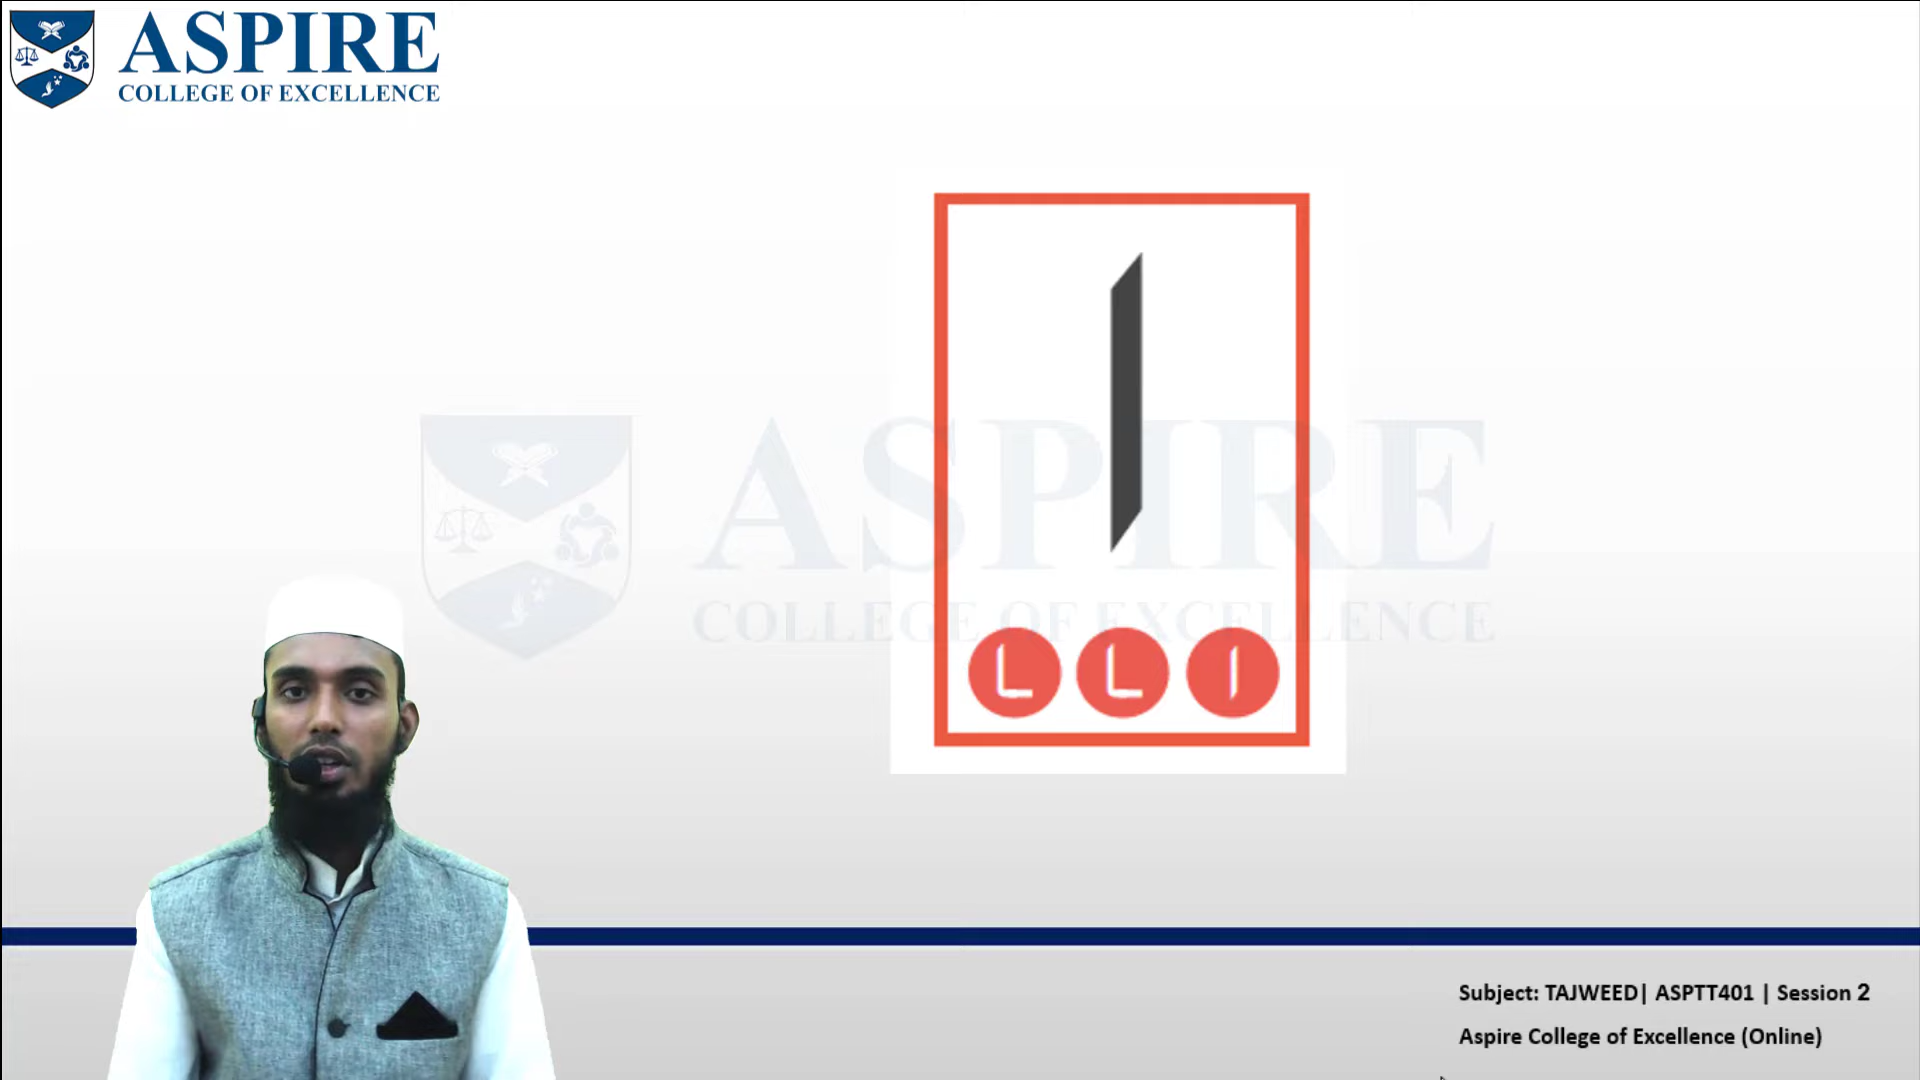 ASPIRE
COLLEGE OF EXCELLENCE
ا
ـا ـا ا
ASPIRE
COLLEGE OF EXCELLENCE
Subject: TAJWEED| ASPTT401 | Session 2
Aspire College of Excellence (Online)